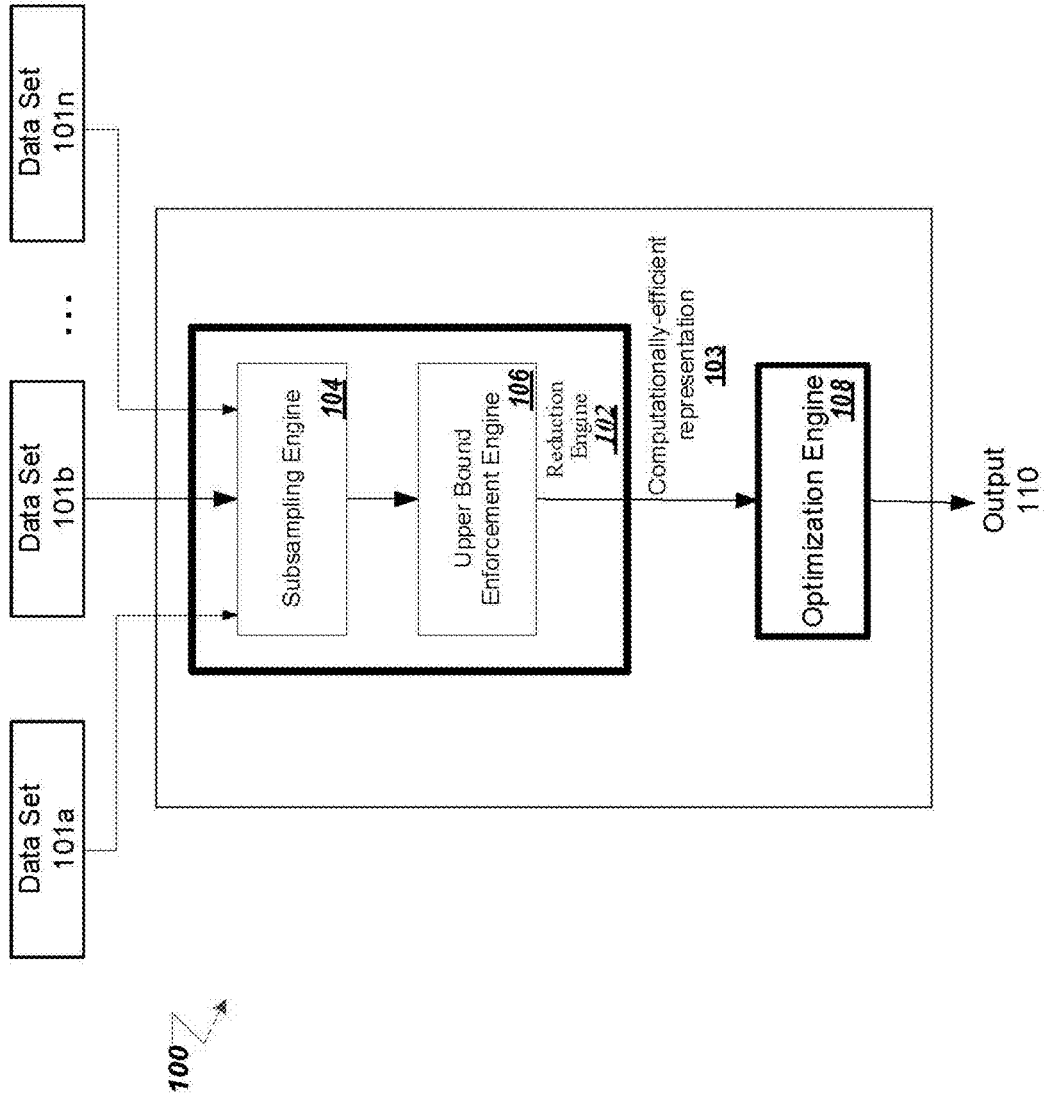 100
Data Set
101a
Data Set
101b
...
Data Set
101n
Subsampling Engine
104
Upper Bound
Enforcement Engine
106
Reduction
Engine
102
Computationally-efficient
representation
103
Optimization Engine
108
Output
110